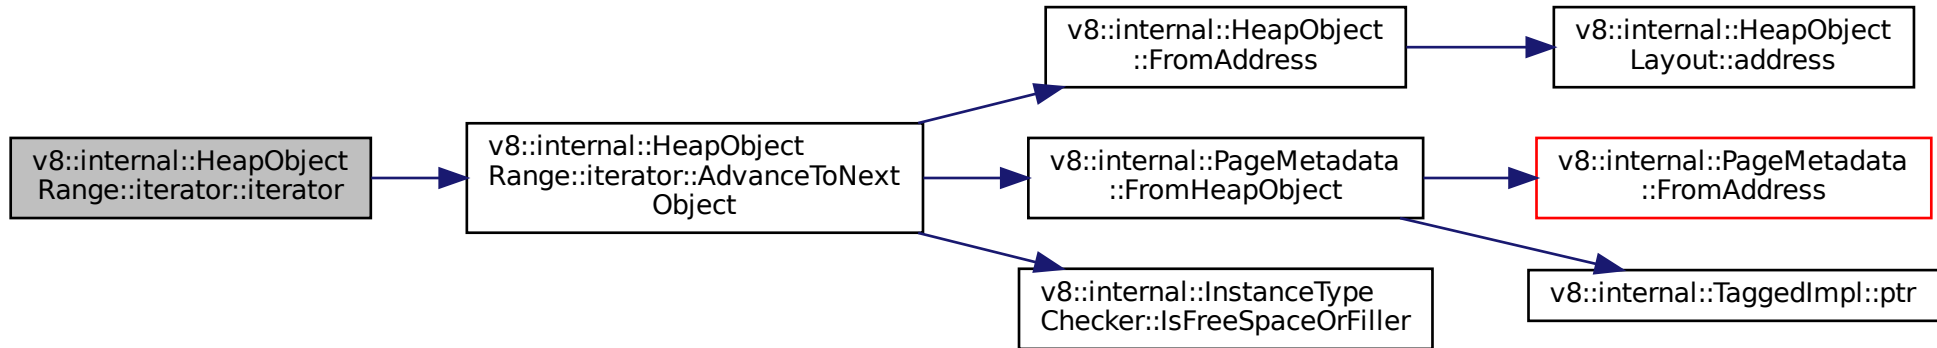 v8::internal::HeapObject
Range::iterator::iterator
v8::internal::HeapObject
Range::iterator::AdvanceToNext
Object
v8::internal::HeapObject
::FromAddress
v8::internal::HeapObject
Layout::address
v8::internal::PageMetadata
::FromHeapObject
v8::internal::PageMetadata
::FromAddress
v8::internal::TaggedImpl::ptr
v8::internal::InstanceType
Checker::IsFreeSpaceOrFiller